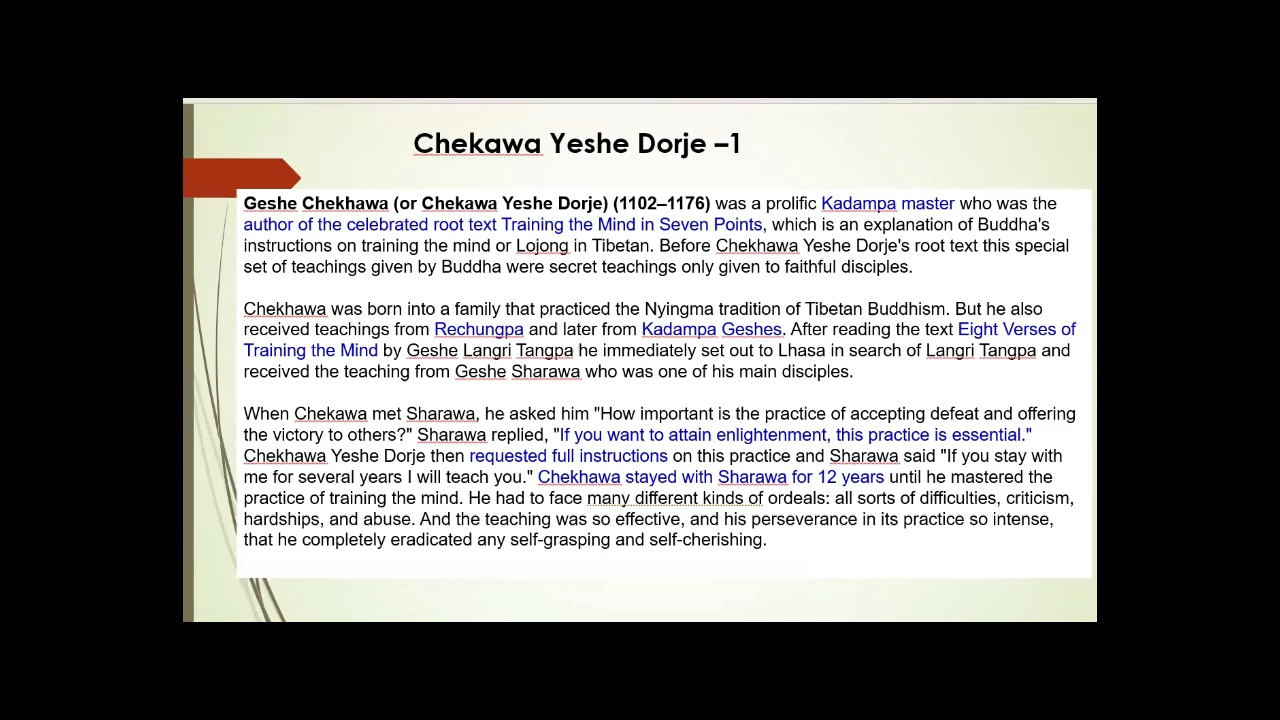 Chekawa Yeshe Dorje –1
Geshe Chekhawa (or Chekawa Yeshe Dorje) (1102–1176) was a prolific Kadampa master who was the
author of the celebrated root text Training the Mind in Seven Points, which is an explanation of Buddha's
instructions on training the mind or Lojong in Tibetan. Before Chekhawa Yeshe Dorje's root text this special
set of teachings given by Buddha were secret teachings only given to faithful disciples.
Chekhawa was born into a family that practiced the Nyingma tradition of Tibetan Buddhism. But he also
received teachings from Rechungpa and later from Kadampa Geshes. After reading the text Eight Verses of
Training the Mind by Geshe Langri Tangpa he immediately set out to Lhasa in search of Langri Tangpa and
received the teaching from Geshe Sharawa who was one of his main disciples.
When Chekawa met Sharawa, he asked him "How important is the practice of accepting defeat and offering
the victory to others?" Sharawa replied, "If you want to attain enlightenment, this practice is essential."
Chekhawa Yeshe Dorje then requested full instructions on this practice and Sharawa said "If you stay with
me for several years I will teach you." Chekhawa stayed with Sharawa for 12 years until he mastered the
practice of training the mind. He had to face many different kinds of ordeals: all sorts of difficulties, criticism,
hardships, and abuse. And the teaching was so effective, and his perseverance in its practice so intense,
that he completely eradicated any self-grasping and self-cherishing.